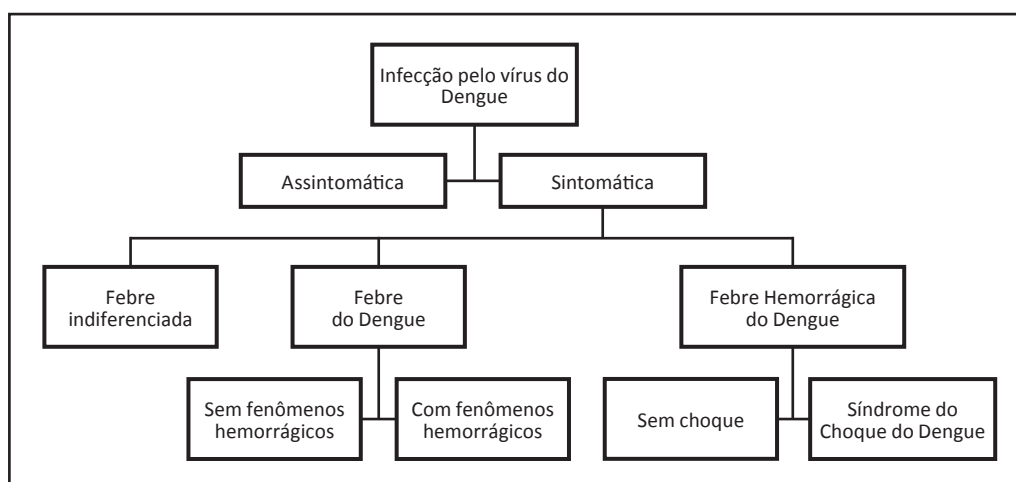 Infecção pelo vírus do
Dengue
Assintomática
Sintomática
Febre
indiferenciada
Febre
do Dengue
Febre Hemorrágica
do Dengue
Sem fenômenos
hemorrágicos
Com fenômenos
hemorrágicos
Sem choque
Síndrome do
Choque do Dengue